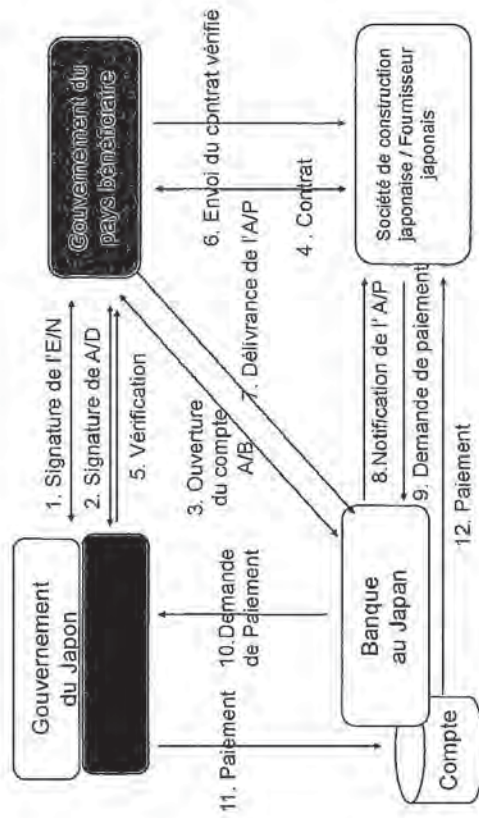 Gouvernement
du Japon
Gouvernement du
pays bénéficiaire
1. Signature de l'E/N
2. Signature de A/D
5. Vérification
3. Ouverture
du compte
A/B
7. Délivrance de l'A/P
6. Envoi du contrat vérifié
4 . Contrat
10.Demande
de Paiement
11. Paiement
Banque
au Japan
Compte
8.Notification de l' A/P
9. Demande de paiement
12. Paiement
Société de construction
japonaise / Fournisseur
japonais